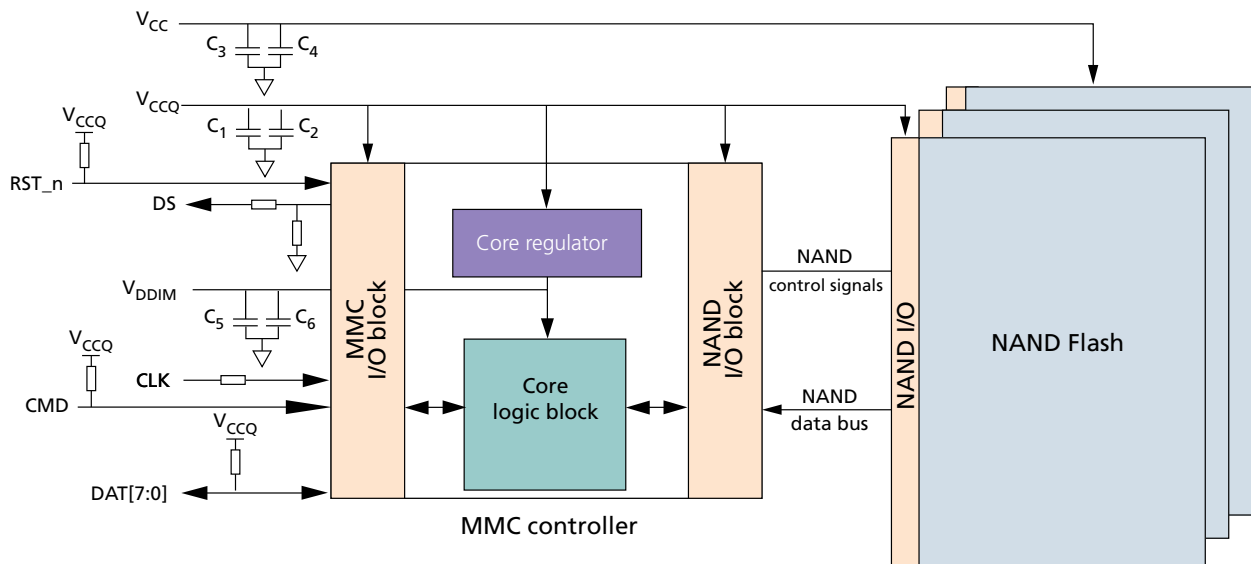 VCC
C3 C4
VCCQ
VCCQ
C1 C2
RST_n
DS
Core regulator
NAND
control signals
VDDIM
C5 C6
MMC
I/O block
NAND
I/O block
NAND I/O
NAND Flash
VCCQ
CLK
Core
logic block
CMD
NAND
data bus
VCCQ
DAT[7:0]
MMC controller